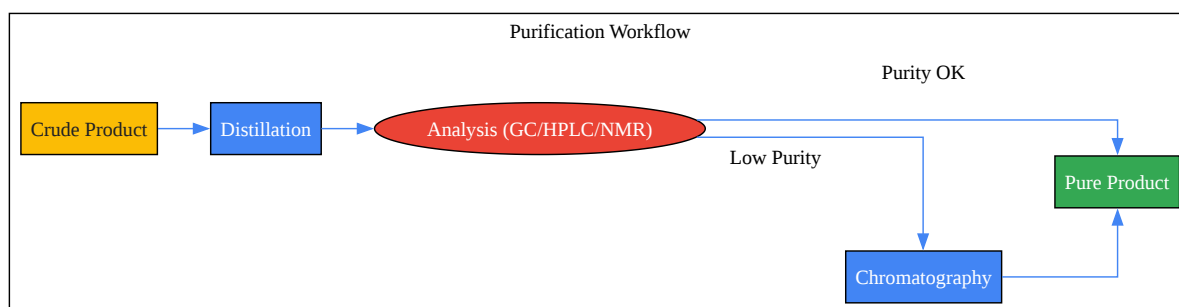 Purification Workflow
Purity OK
Crude Product
Distillation
Analysis (GC/HPLC/NMR)
Low Purity
Pure Product
Chromatography